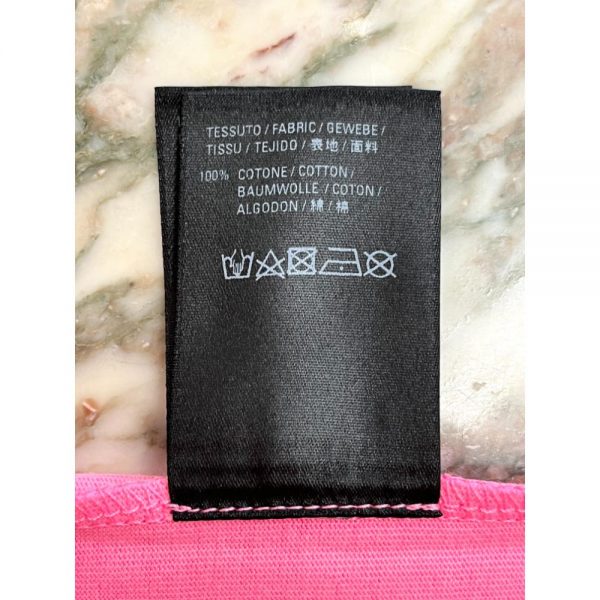 TESSUTO / FABRIC / GEWEBE /
TISSU / TEJIDO / 表地 / 面料
100% COTONE / COTTON /
BAUMWOLLE / COTON /
ALGODON / 綿 / 棉